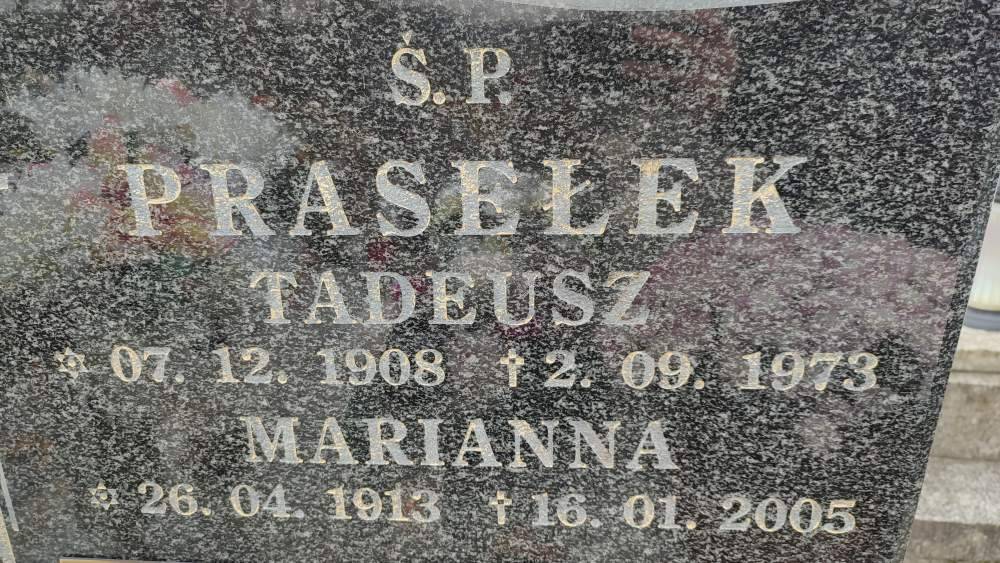 Ś.P.
PRASEŁEK
TADEUSZ
✡ 07. 12. 1908 ✝ 2. 09. 1973
MARIANNA
✡ 26. 04. 1913 ✝ 16. 01. 2005